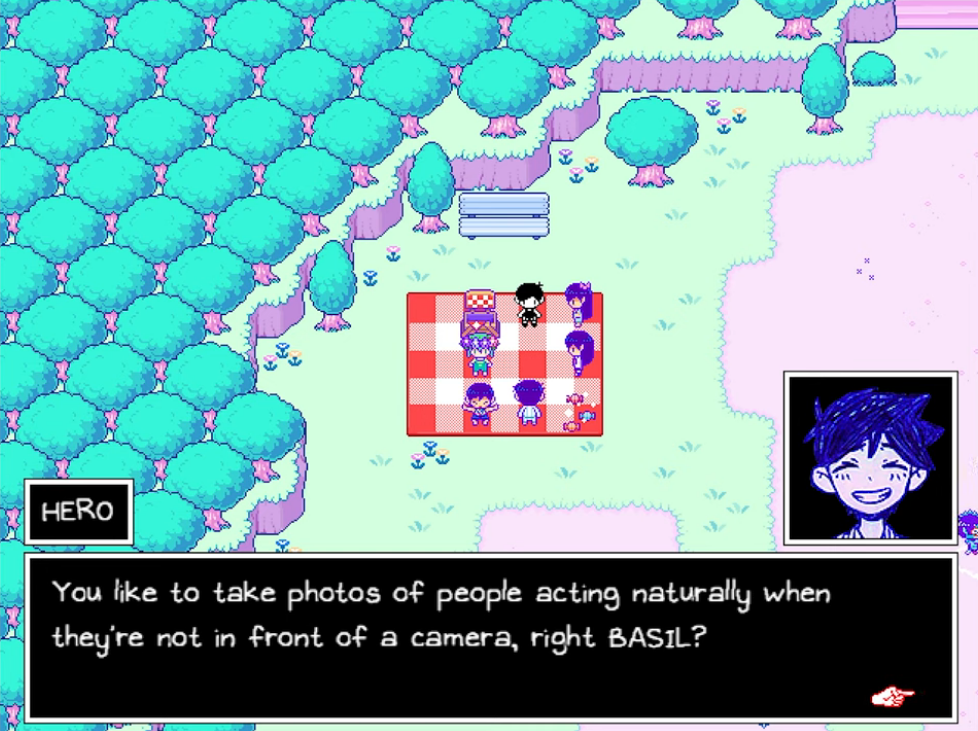 HERO
You like to take photos of people acting naturally when
they're not in front of a camera, right BASIL?